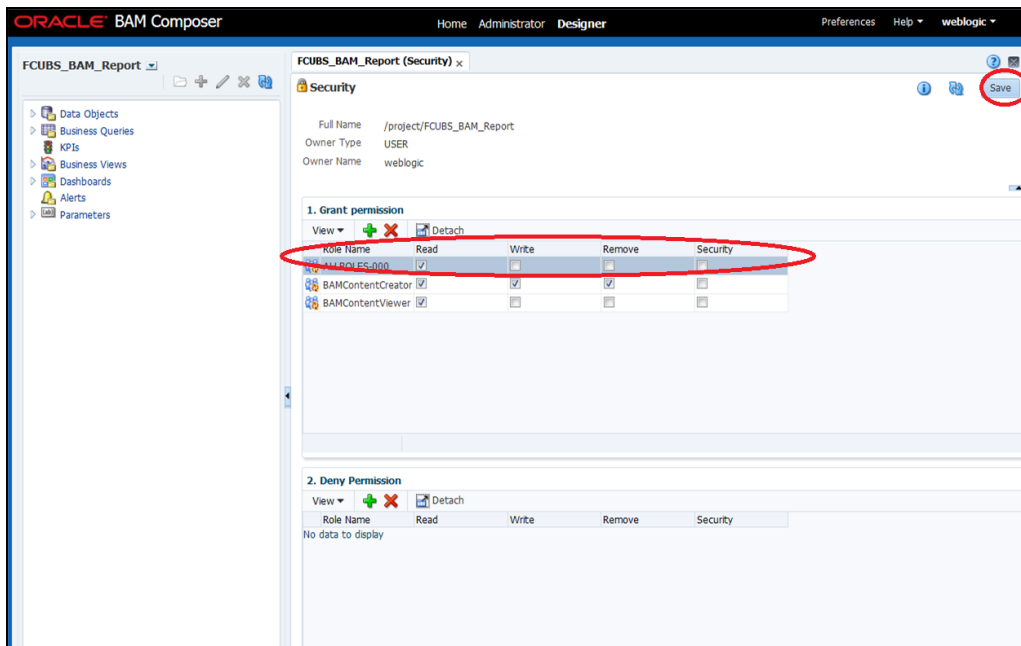 ORACLE BAM Composer Home Administrator Designer Preferences Help weblogic
FCUBS_BAM_Report
Data Objects
Business Queries
KPIs
Business Views
Dashboards
Alerts
Parameters
FCUBS_BAM_Report (Security) x
Security Save
Full Name /project/FCUBS_BAM_Report
Owner Type USER
Owner Name weblogic
1. Grant permission
View Detach
Role Name Read Write Remove Security
ALLROLES-000
BAMContentCreator
BAMContentViewer
2. Deny Permission
View Detach
Role Name Read Write Remove Security
No data to display